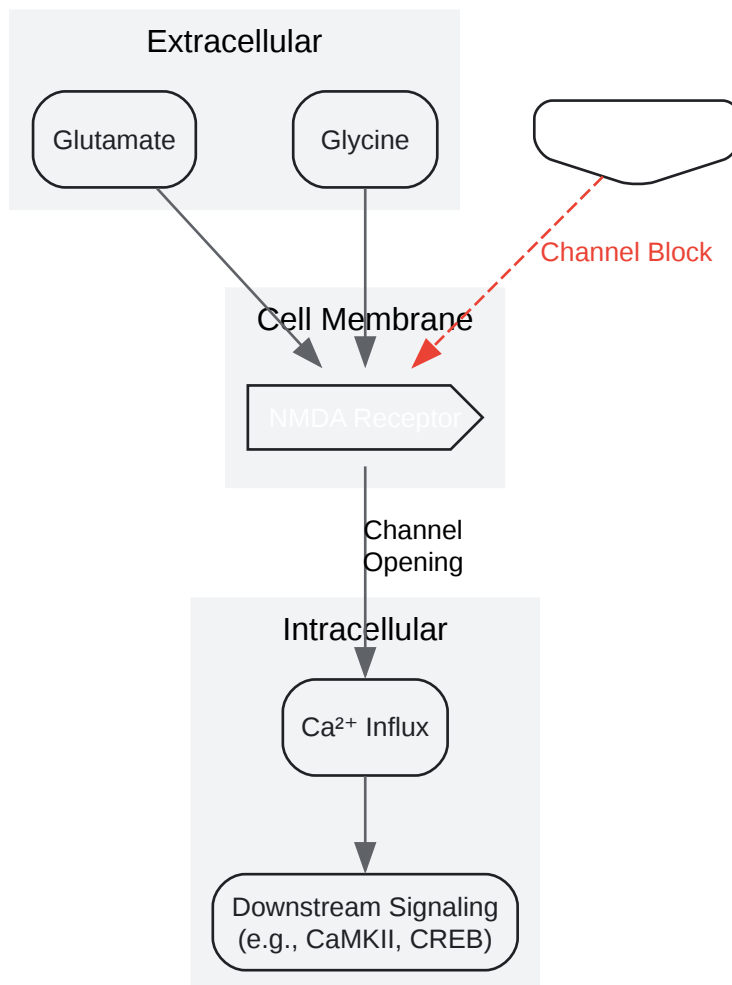 Extracellular
Glutamate
Glycine
Channel Block
Cell Membrane
NMDA Receptor
Channel
Opening
Intracellular
Ca²⁺ Influx
Downstream Signaling
(e.g., CaMKII, CREB)